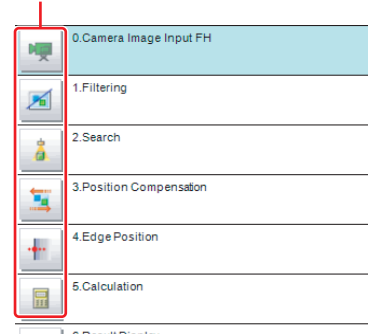 0.Camera Image Input FH
1.Filtering
2.Search
3.Position Compensation
4.Edge Position
5.Calculation